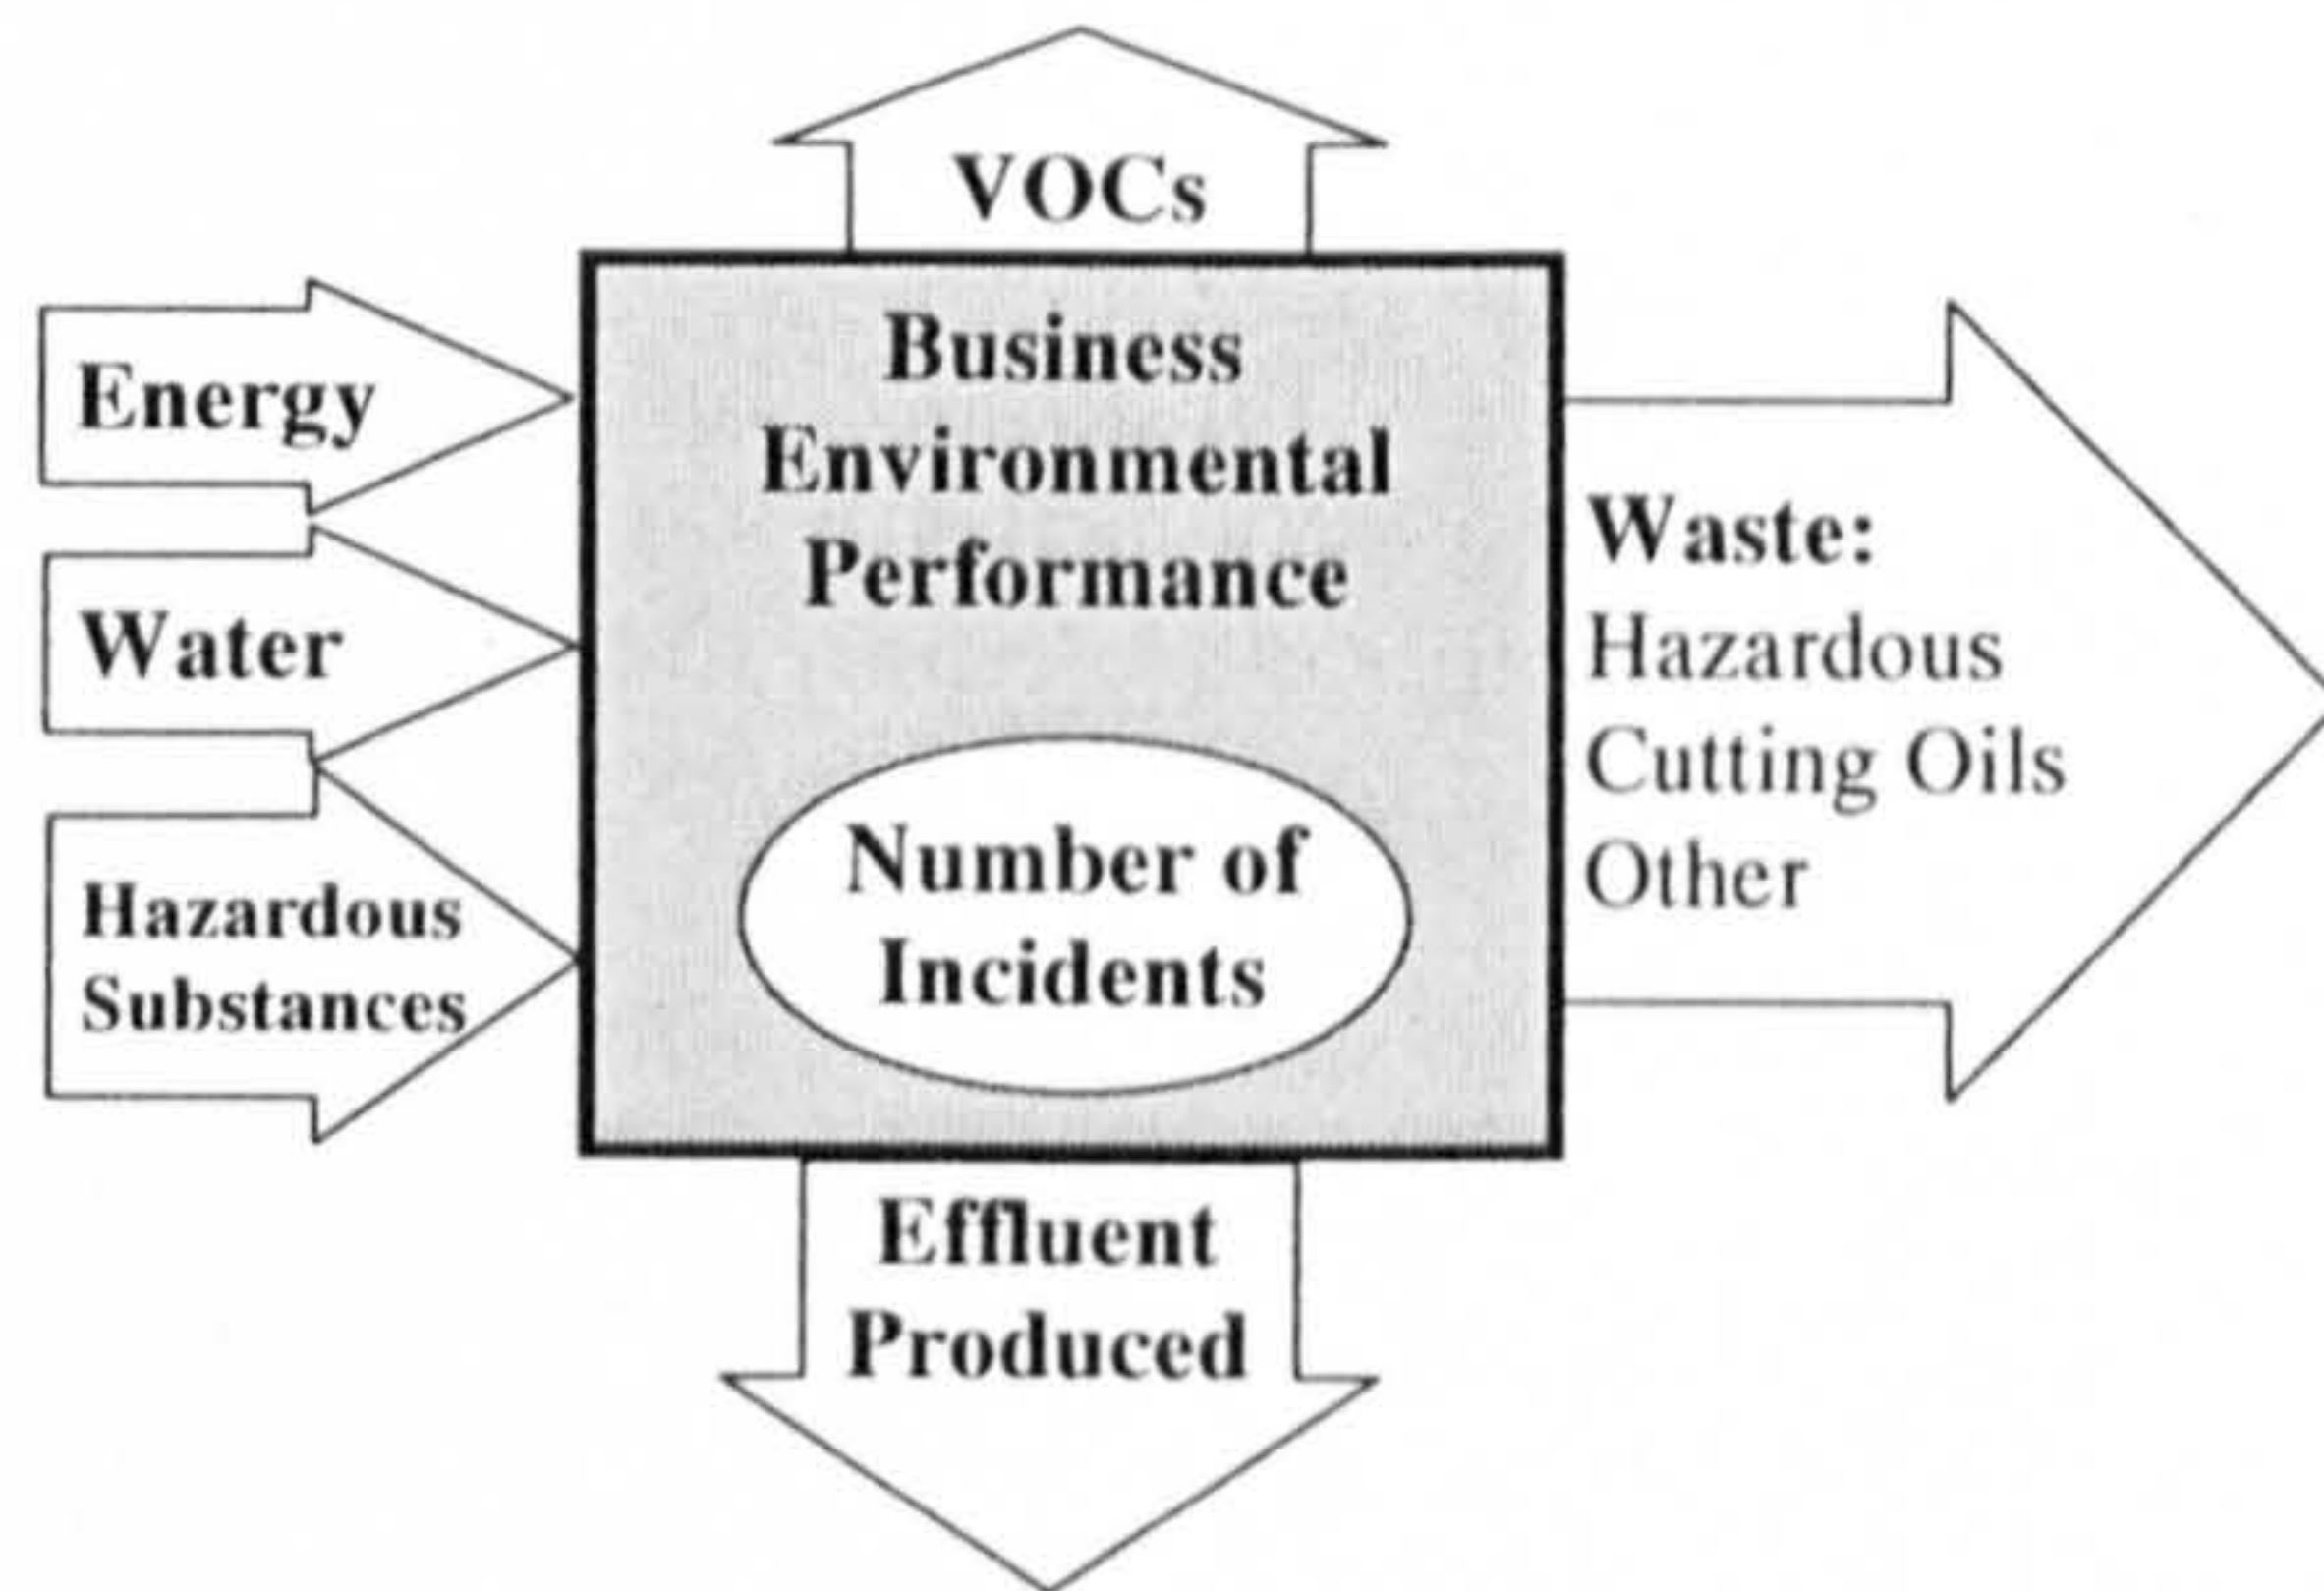 VOCs
Energy
Water
Hazardous
Substances
Business
Environmental
Performance
Number of
Incidents
Waste:
Hazardous
Cutting Oils
Other
Effluent
Produced